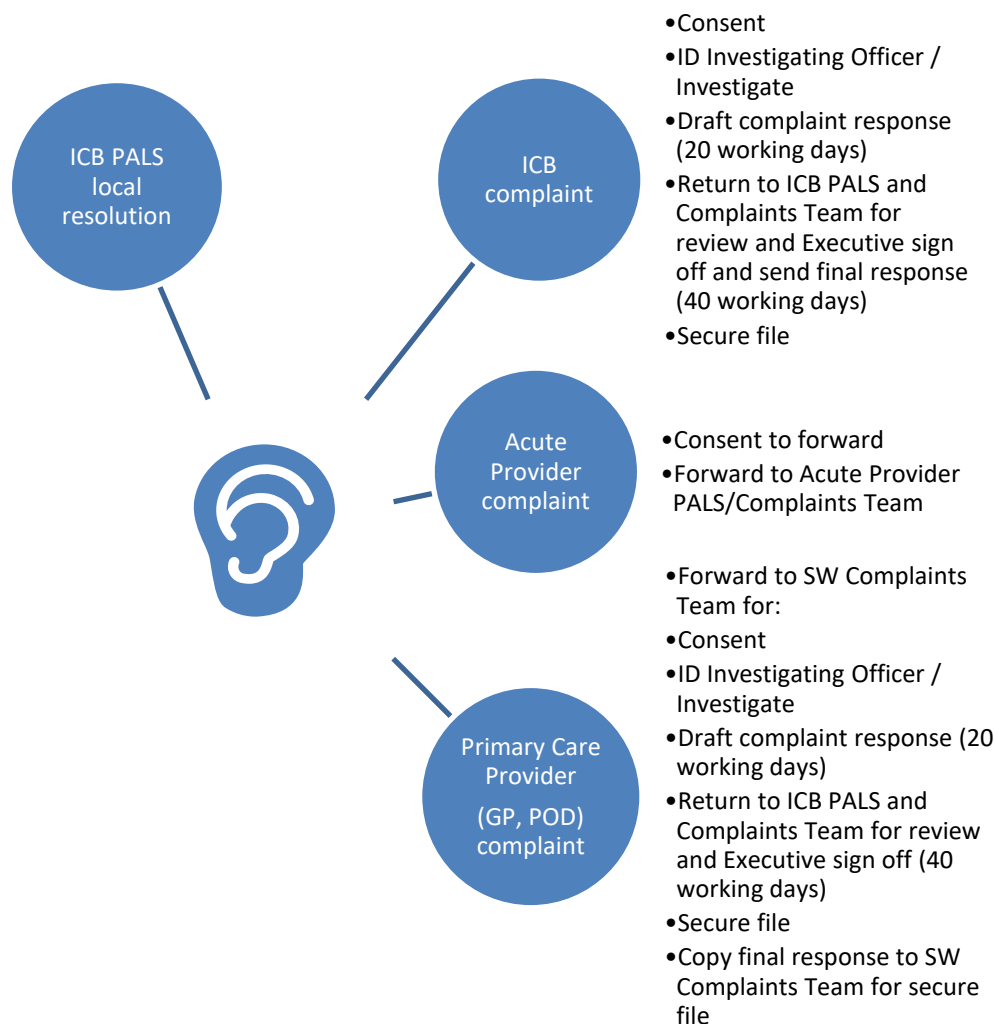 ICB PALS
local
resolution
ICB
complaint
•Consent
•ID Investigating Officer /
Investigate
•Draft complaint response
(20 working days)
•Return to ICB PALS and
Complaints Team for
review and Executive sign
off and send final response
(40 working days)
•Secure file
Acute
Provider
complaint
•Consent to forward
•Forward to Acute Provider
PALS/Complaints Team
Primary Care
Provider
(GP, POD)
complaint
•Forward to SW Complaints
Team for:
•Consent
•ID Investigating Officer /
Investigate
•Draft complaint response (20
working days)
•Return to ICB PALS and
Complaints Team for review
and Executive sign off (40
working days)
•Secure file
•Copy final response to SW
Complaints Team for secure
file